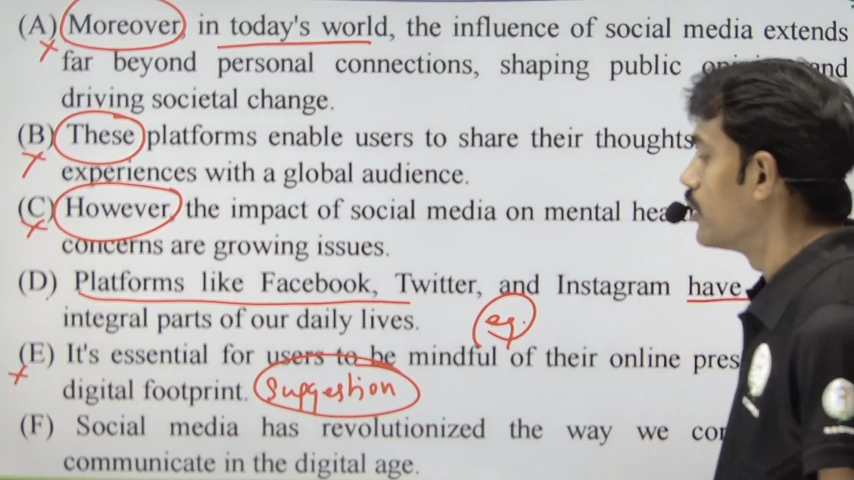 (A) Moreover, in today's world, the influence of social media extends
far beyond personal connections, shaping public and
driving societal change.
(B) These platforms enable users to share their thoughts
experiences with a global audience.
(C) However, the impact of social media on mental
concerns are growing issues.
(D) Platforms like Facebook, Twitter, and Instagram have
integral parts of our daily lives.
eg.
(E) It's essential for users to be mindful of their online
digital footprint. Suggestion
(F) Social media has revolutionized the way we
communicate in the digital age.